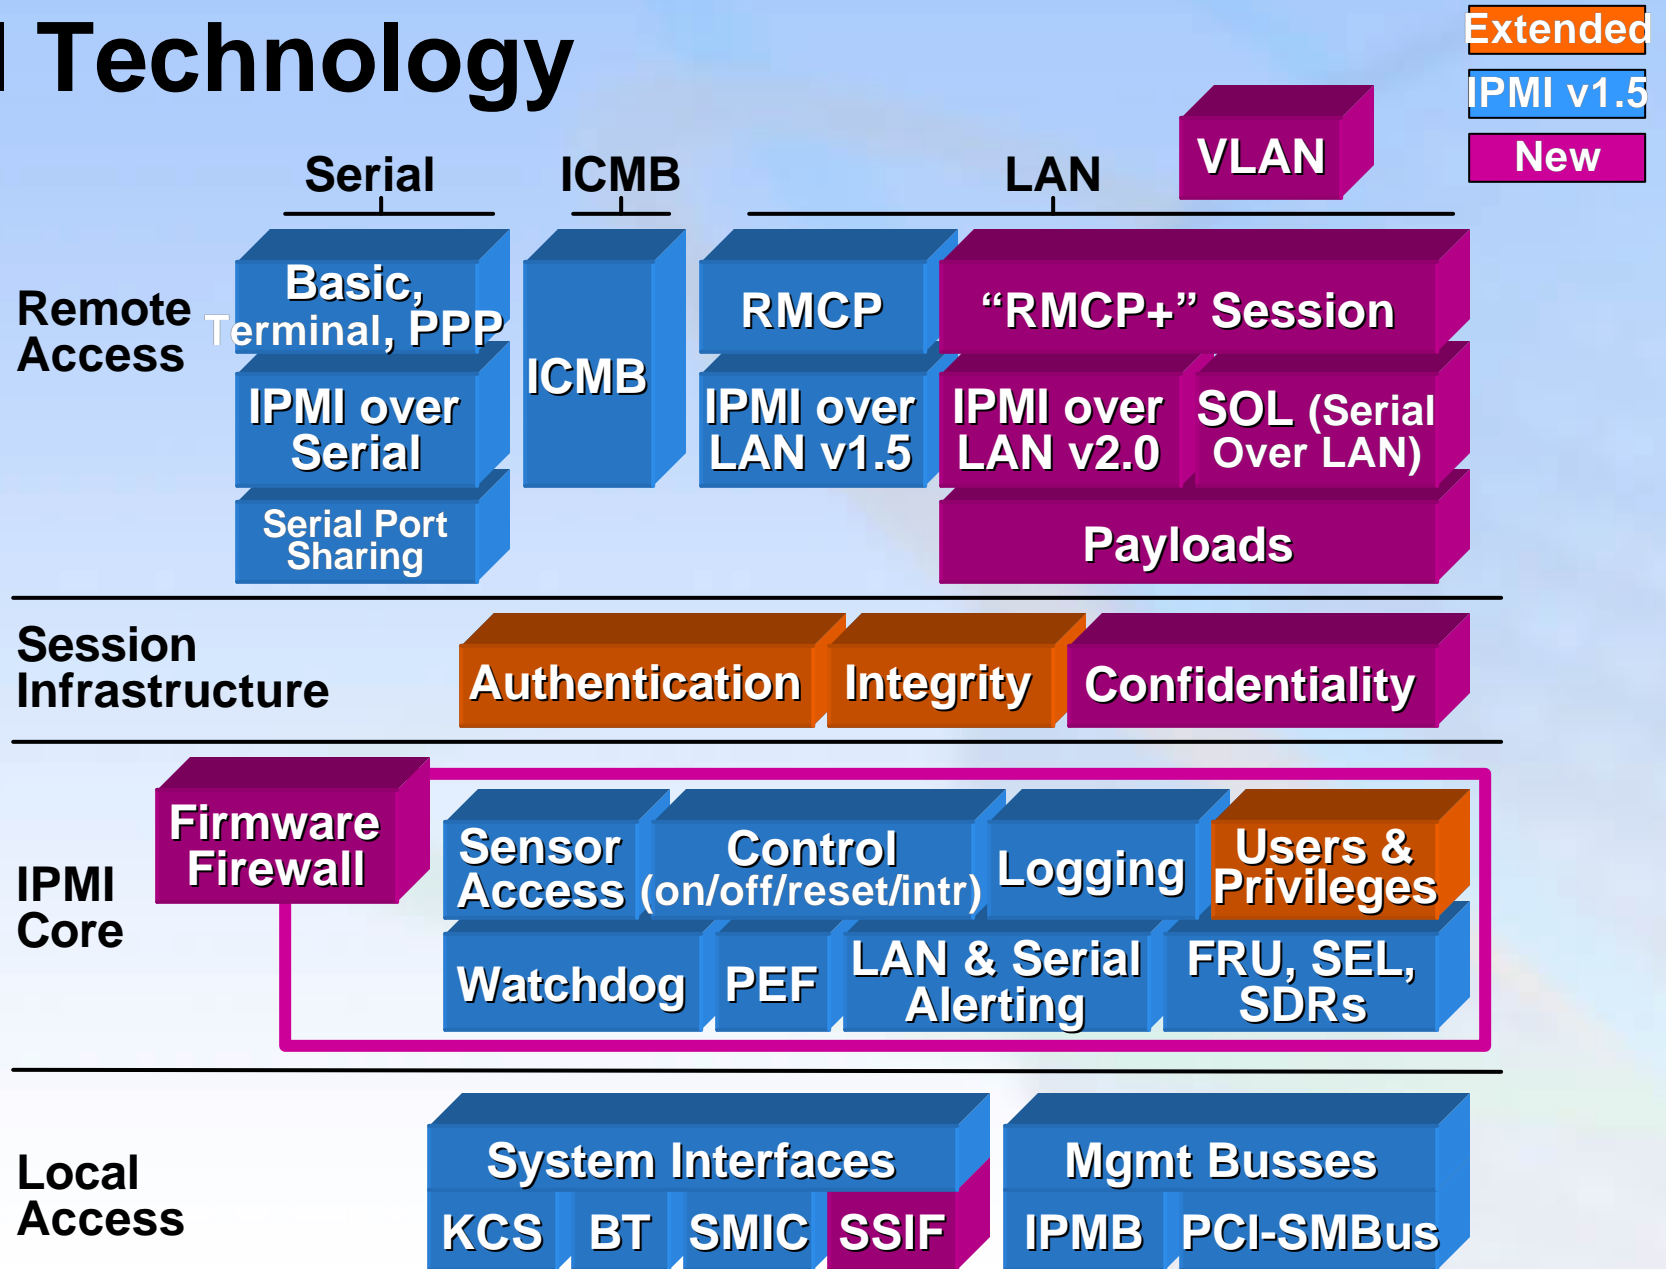 Technology
Extended
IPMI v1.5
New
VLAN
Serial
ICMB
LAN
Remote
Access
Basic,
Terminal, PPP
ICMB
RMCP
“RMCP+” Session
IPMI over
Serial
IPMI over
LAN v1.5
IPMI over
LAN v2.0
SOL (Serial
Over LAN)
Serial Port
Sharing
Payloads
Session
Infrastructure
Authentication
Integrity
Confidentiality
IPMI
Core
Firmware
Firewall
Sensor
Access
Control
(on/off/reset/intr)
Logging
Users &
Privileges
Watchdog
PEF
LAN & Serial
Alerting
FRU, SEL,
SDRs
Local
Access
System Interfaces
KCS
BT
SMIC
SSIF
Mgmt Busses
IPMB
PCI-SMBus